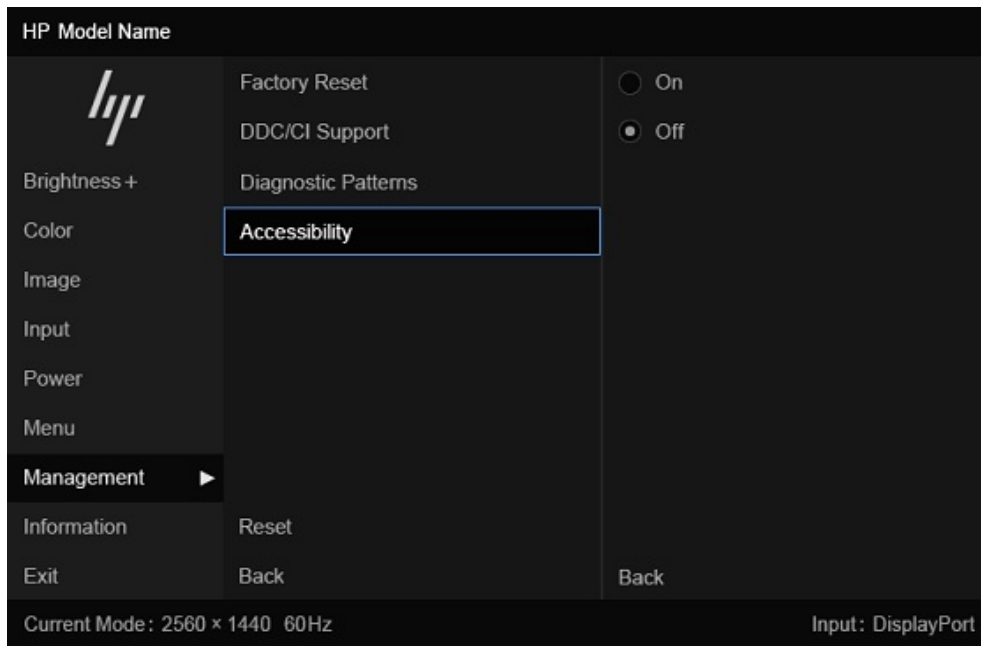 HP Model Name
hp
Brightness+
Color
Image
Input
Power
Menu
Management
Information
Exit
Factory Reset
DDC/CI Support
Diagnostic Patterns
Accessibility
Reset
Back
On
Off
Back
Current Mode: 2560 × 1440 60Hz
Input: DisplayPort